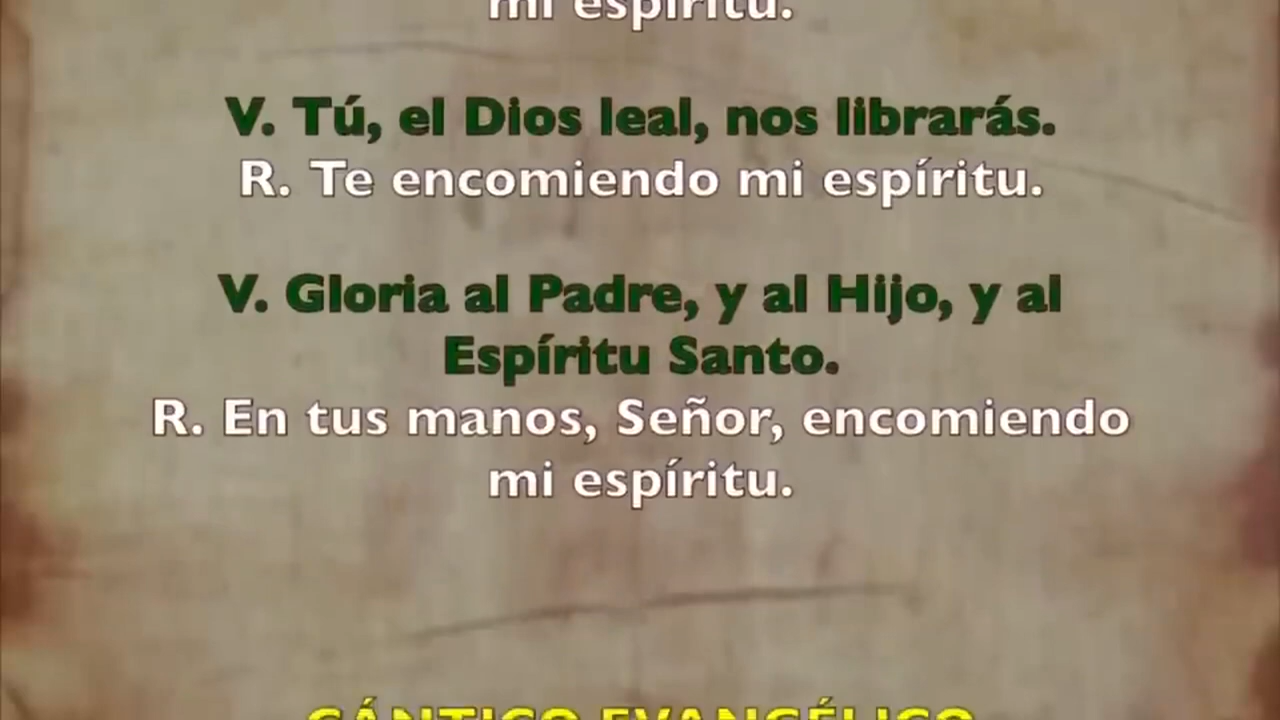 mi espíritu.
V. Tú, el Dios leal, nos librarás.
R. Te encomiendo mi espíritu.
V. Gloria al Padre, y al Hijo, y al
Espíritu Santo.
R. En tus manos, Señor, encomiendo
mi espíritu.
CÁNTICO EVANGÉLICO